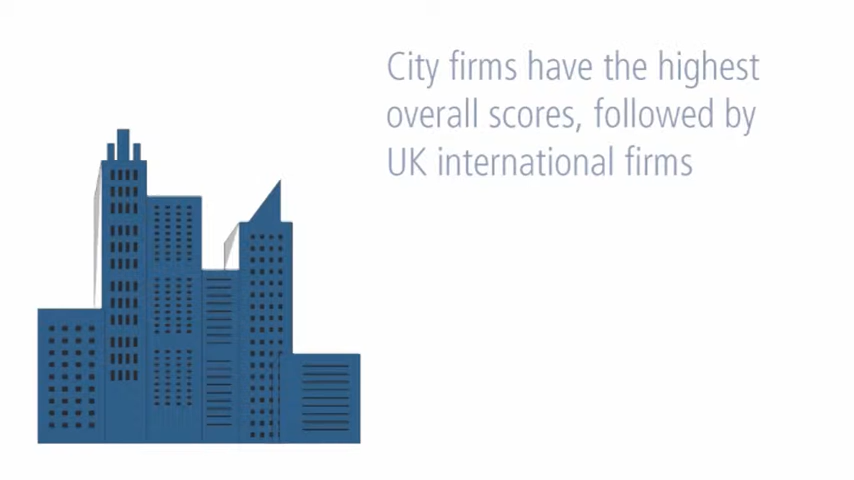 City firms have the highest
overall scores, followed by
UK international firms